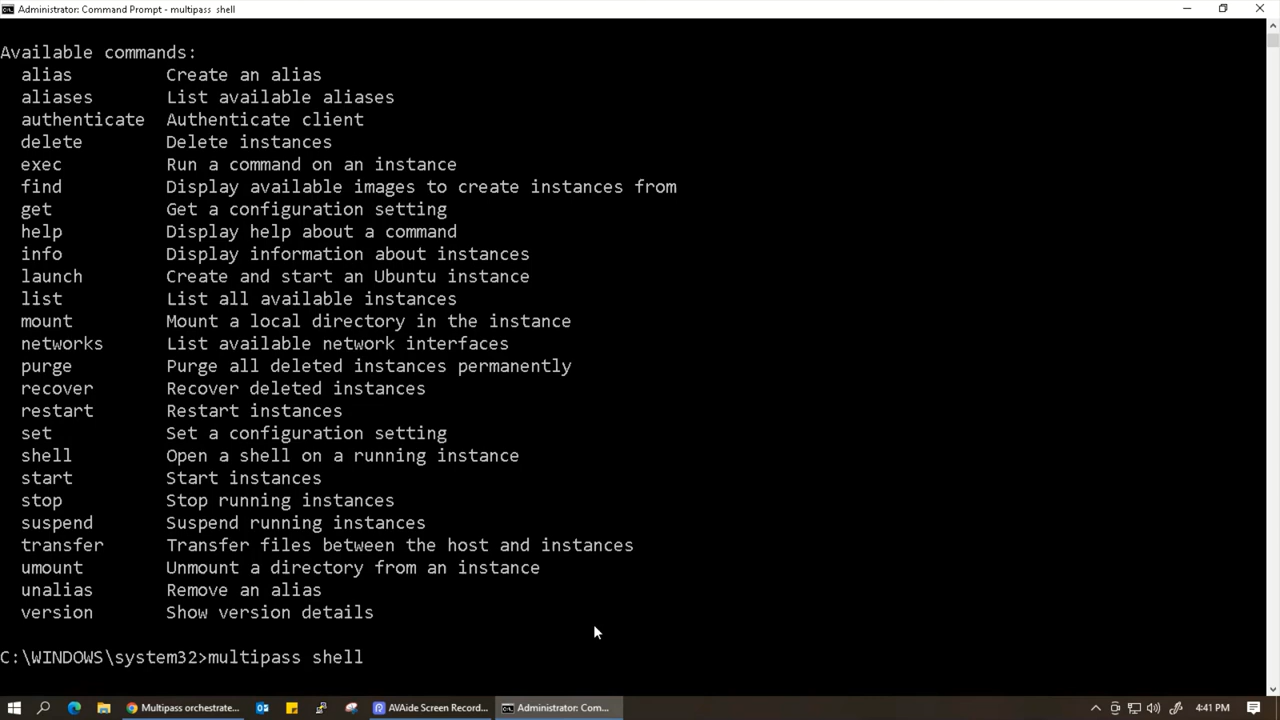 Administrator: Command Prompt - multipass  shell
Available commands:
alias Create an alias
aliases List available aliases
authenticate Authenticate client
delete Delete instances
exec Run a command on an instance
find Display available images to create instances from
get Get a configuration setting
help Display help about a command
info Display information about instances
launch Create and start an Ubuntu instance
list List all available instances
mount Mount a local directory in the instance
networks List available network interfaces
purge Purge all deleted instances permanently
recover Recover deleted instances
restart Restart instances
set Set a configuration setting
shell Open a shell on a running instance
start Start instances
stop Stop running instances
suspend Suspend running instances
transfer Transfer files between the host and instances
umount Unmount a directory from an instance
unalias Remove an alias
version Show version details
C:\WINDOWS\system32>multipass shell
Multipass orchestrate... AVAide Screen Record... Administrator: Com... 4:41 PM